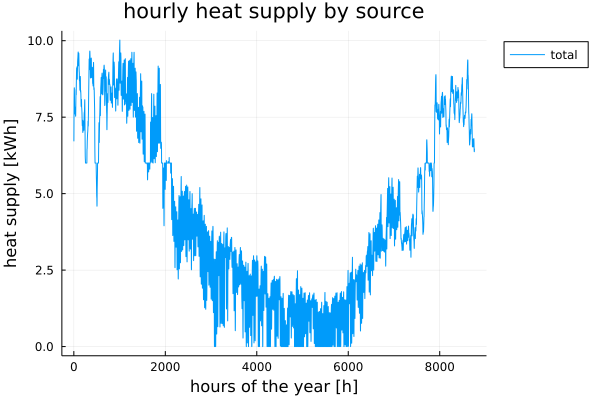 hourly heat supply by source
heat supply [kWh]
10.0
7.5
5.0
2.5
0.0
0 2000 4000 6000 8000
hours of the year [h]
total